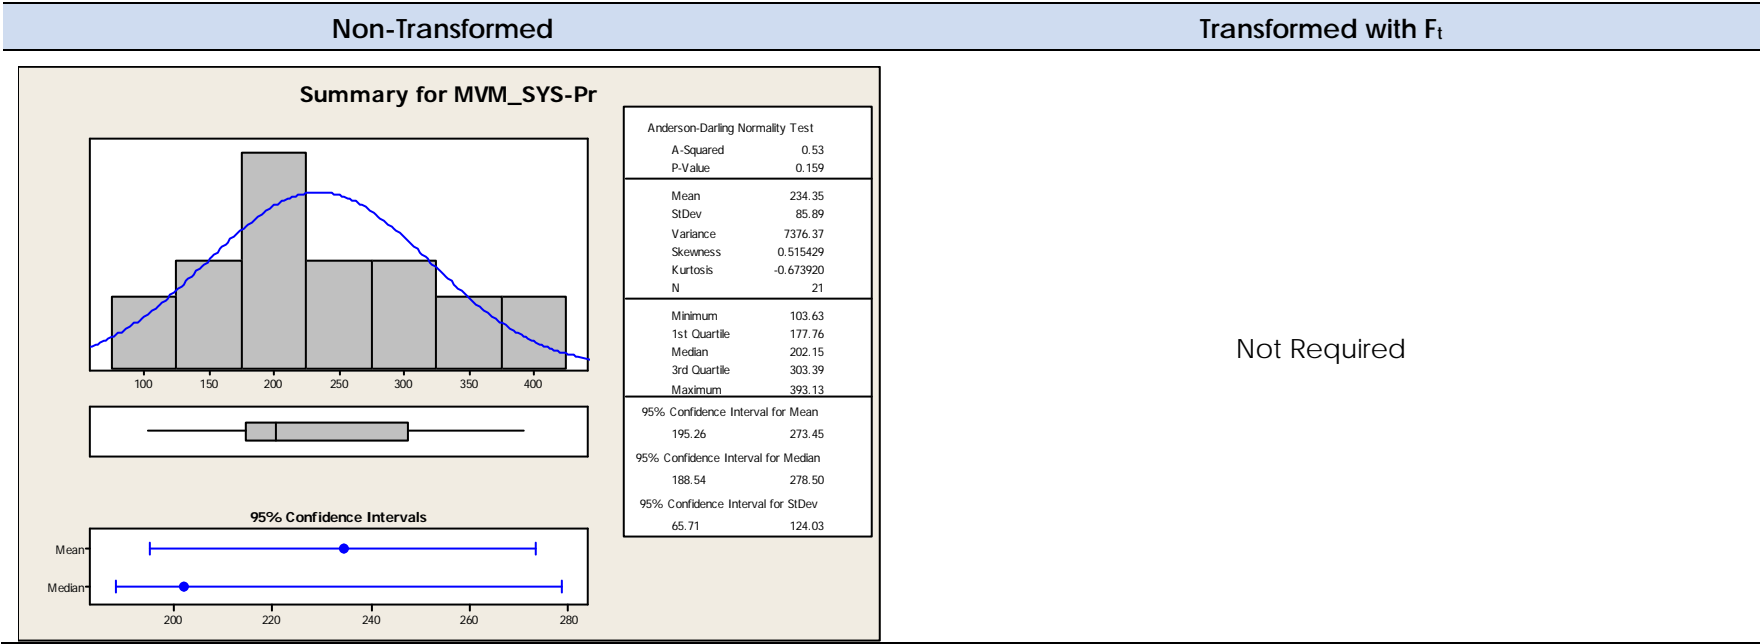 Non-Transformed
Transformed with Ft
Summary for MVM_SYS-Pr
100 150 200 250 300 350 400
95% Confidence Intervals
Mean
Median
200 220 240 260 280
Anderson-Darling Normality Test
A-Squared 0.53
P-Value 0.159
Mean 234.35
StDev 85.89
Variance 7376.37
Skewness 0.515429
Kurtosis -0.673920
N 21
Minimum 103.63
1st Quartile 177.76
Median 202.15
3rd Quartile 303.39
Maximum 393.13
95% Confidence Interval for Mean
195.26 273.45
95% Confidence Interval for Median
188.54 278.50
95% Confidence Interval for StDev
65.71 124.03
Not Required